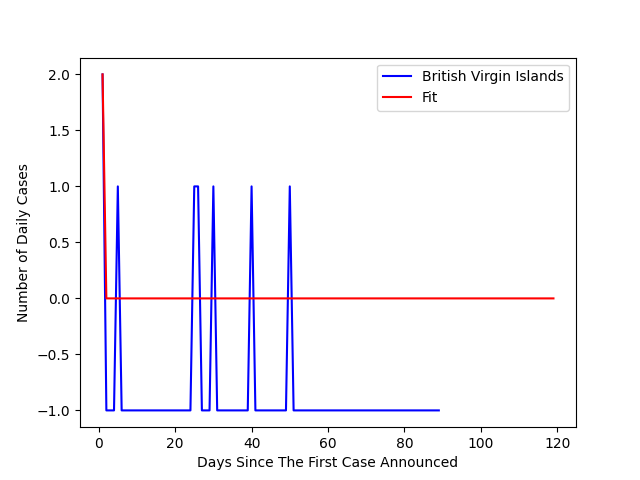 British Virgin Islands
Fit
2.0
1.5
1.0
0.5
0.0
−0.5
−1.0
Number of Daily Cases
0 20 40 60 80 100 120
Days Since The First Case Announced